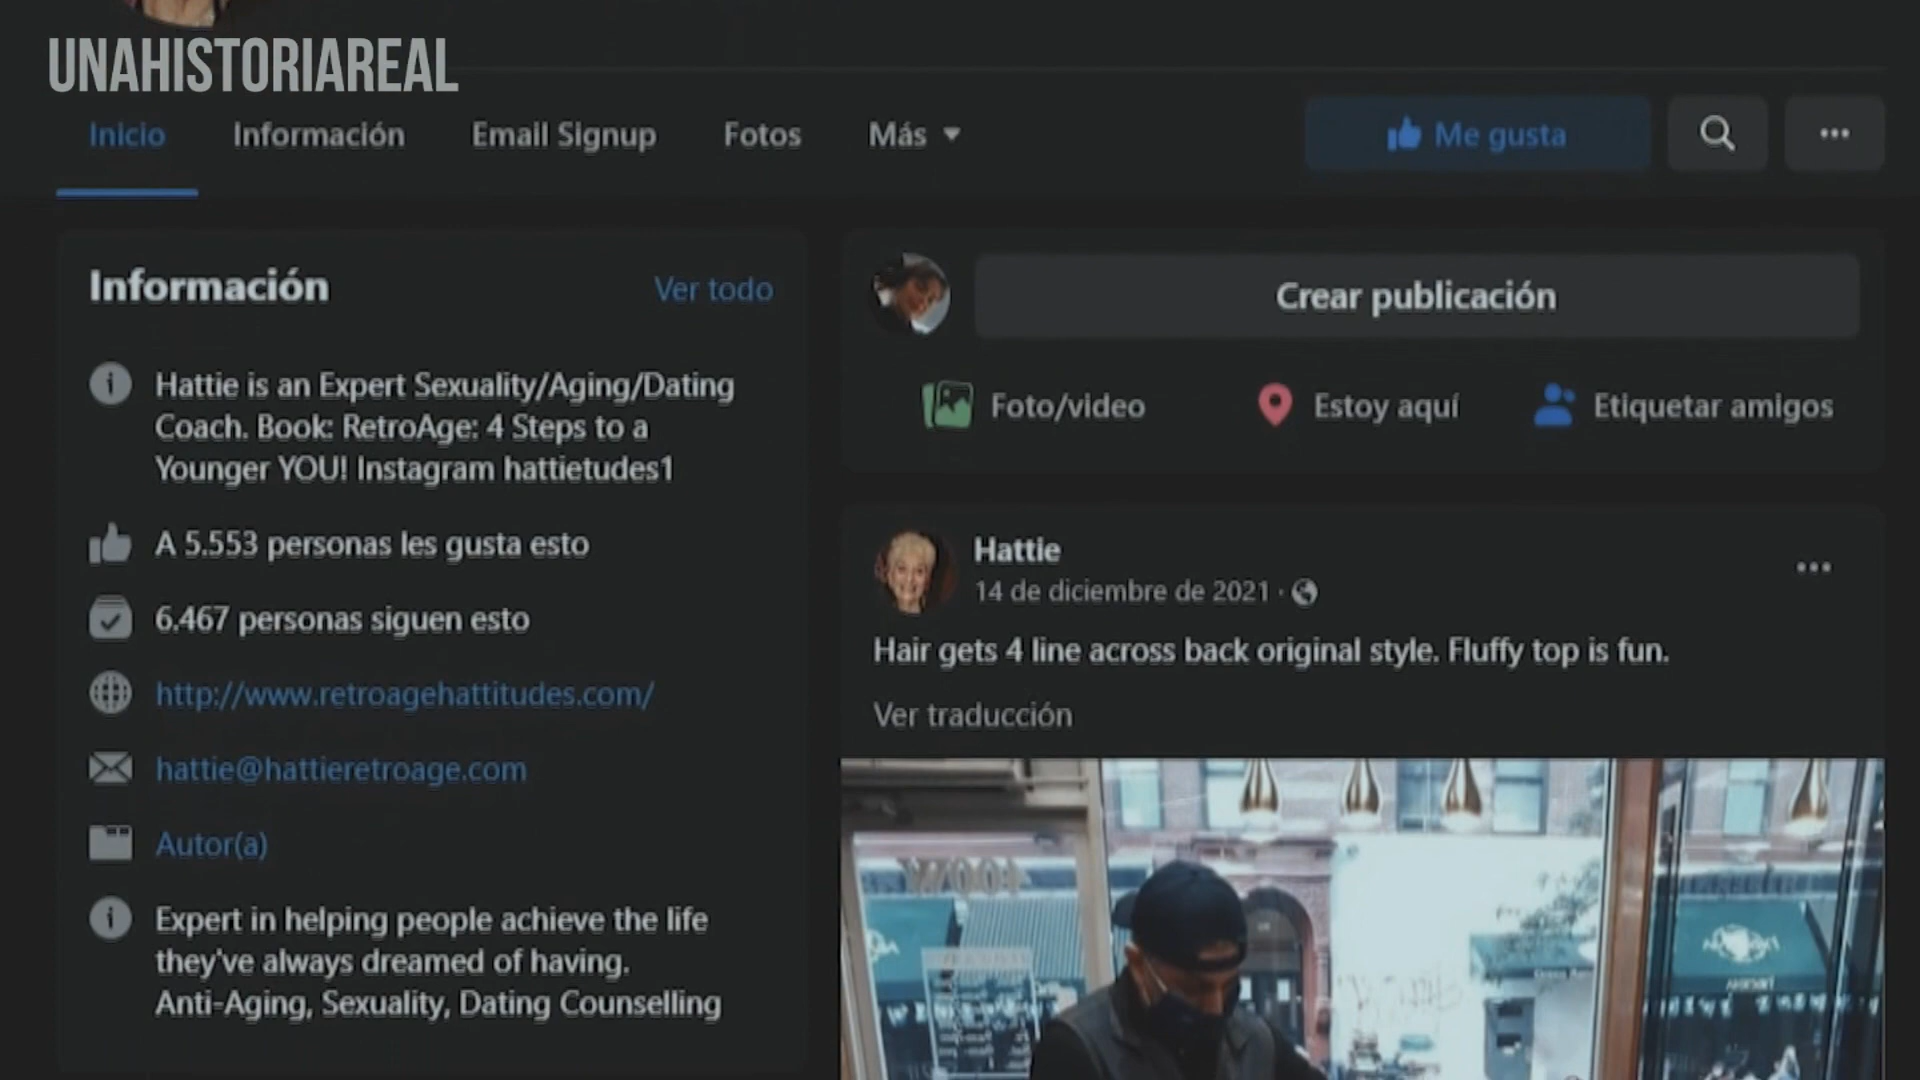 UNAHISTORIAREAL
Inicio
Información
Email Signup
Fotos
Más
Me gusta
Información
Ver todo
Hattie is an Expert Sexuality/Aging/Dating
Coach. Book: RetroAge: 4 Steps to a
Younger YOU! Instagram hattietudes1
A 5.553 personas les gusta esto
6.467 personas siguen esto
http://www.retroagehattitudes.com/
hattie@hattieretroage.com
Autor(a)
Expert in helping people achieve the life
they've always dreamed of having.
Anti-Aging, Sexuality, Dating Counselling
Crear publicación
Foto/video
Estoy aquí
Etiquetar amigos
Hattie
14 de diciembre de 2021
Hair gets 4 line across back original style. Fluffy top is fun.
Ver traducción